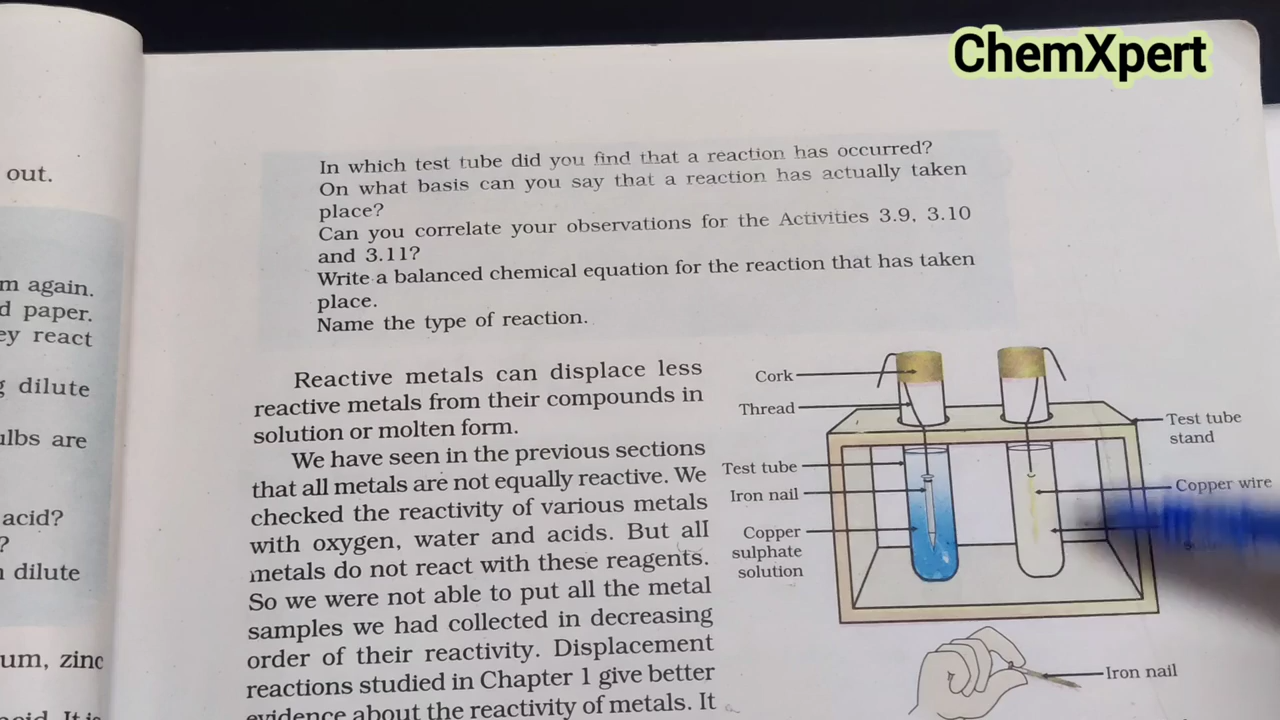 ChemXpert
out.
m again.
d paper.
ey react
dilute
ulbs are
acid?
?
dilute
um, zinc
In which test tube did you find that a reaction has occurred?
On what basis can you say that a reaction has actually taken
place?
Can you correlate your observations for the Activities 3.9, 3.10
and 3.11?
Write a balanced chemical equation for the reaction that has taken
place.
Name the type of reaction.
Reactive metals can displace less
reactive metals from their compounds in
solution or molten form.
We have seen in the previous sections
that all metals are not equally reactive. We
checked the reactivity of various metals
with oxygen, water and acids. But all
metals do not react with these reagents.
So we were not able to put all the metal
samples we had collected in decreasing
order of their reactivity. Displacement
reactions studied in Chapter 1 give better
evidence about the reactivity of metals. It
Cork
Thread
Test tube
Iron nail
Copper
sulphate
solution
Test tube
stand
Copper wire
Iron nail